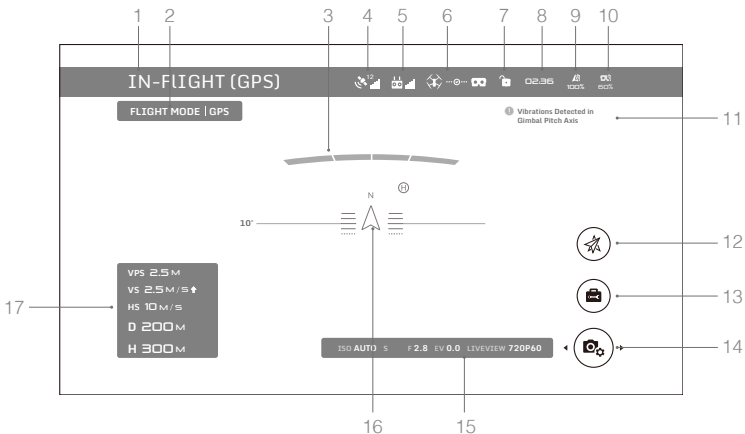 1 2 3 4 5 6 7 8 9 10
IN-FlIGHT (GPS) 12 02:36 100% 60%
FLIGHT MODE | GPS
Vibrations Detected in
Gimbal Pitch Axis
11
H
N
10°
12
VPS 2.5 M
VS 2.5 M/S
HS 10 M/S
D 200 M
H 300 M
17
13
ISO AUTO S F 2.8 EV 0.0 LIVEVIEW 720P60
14
16 15